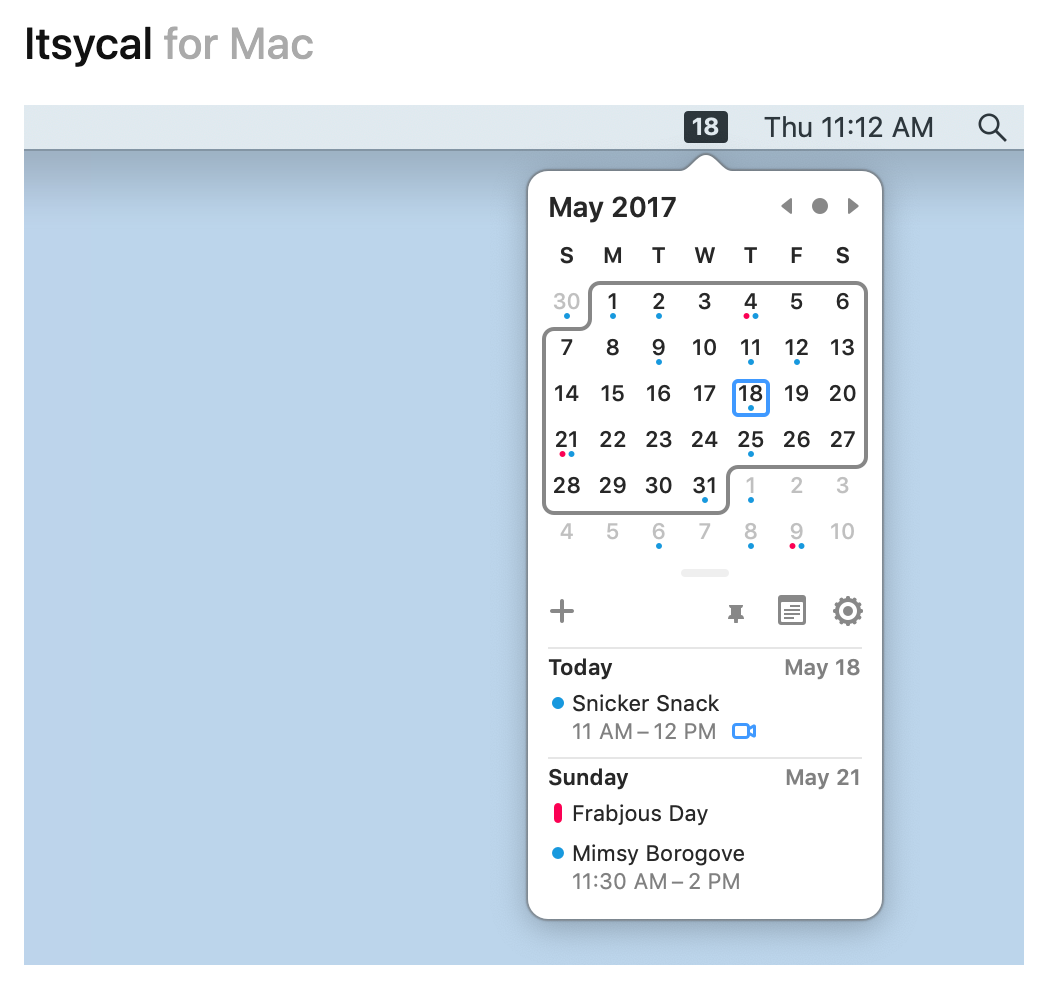 Itsycal for Mac
18 Thu 11:12 AM
May 2017
S M T W T F S
30 1 2 3 4 5 6
7 8 9 10 11 12 13
14 15 16 17 18 19 20
21 22 23 24 25 26 27
28 29 30 31 1 2 3
4 5 6 7 8 9 10
Today May 18
Snicker Snack
11 AM – 12 PM
Sunday May 21
Frabjous Day
Mimsy Borogove
11:30 AM – 2 PM